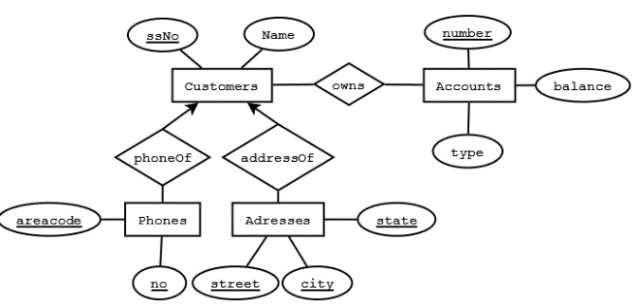 ssNo
Name
number
Customers
owns
Accounts
balance
type
phoneOf
addressOf
areacode
Phones
Adresses
state
no
street
city